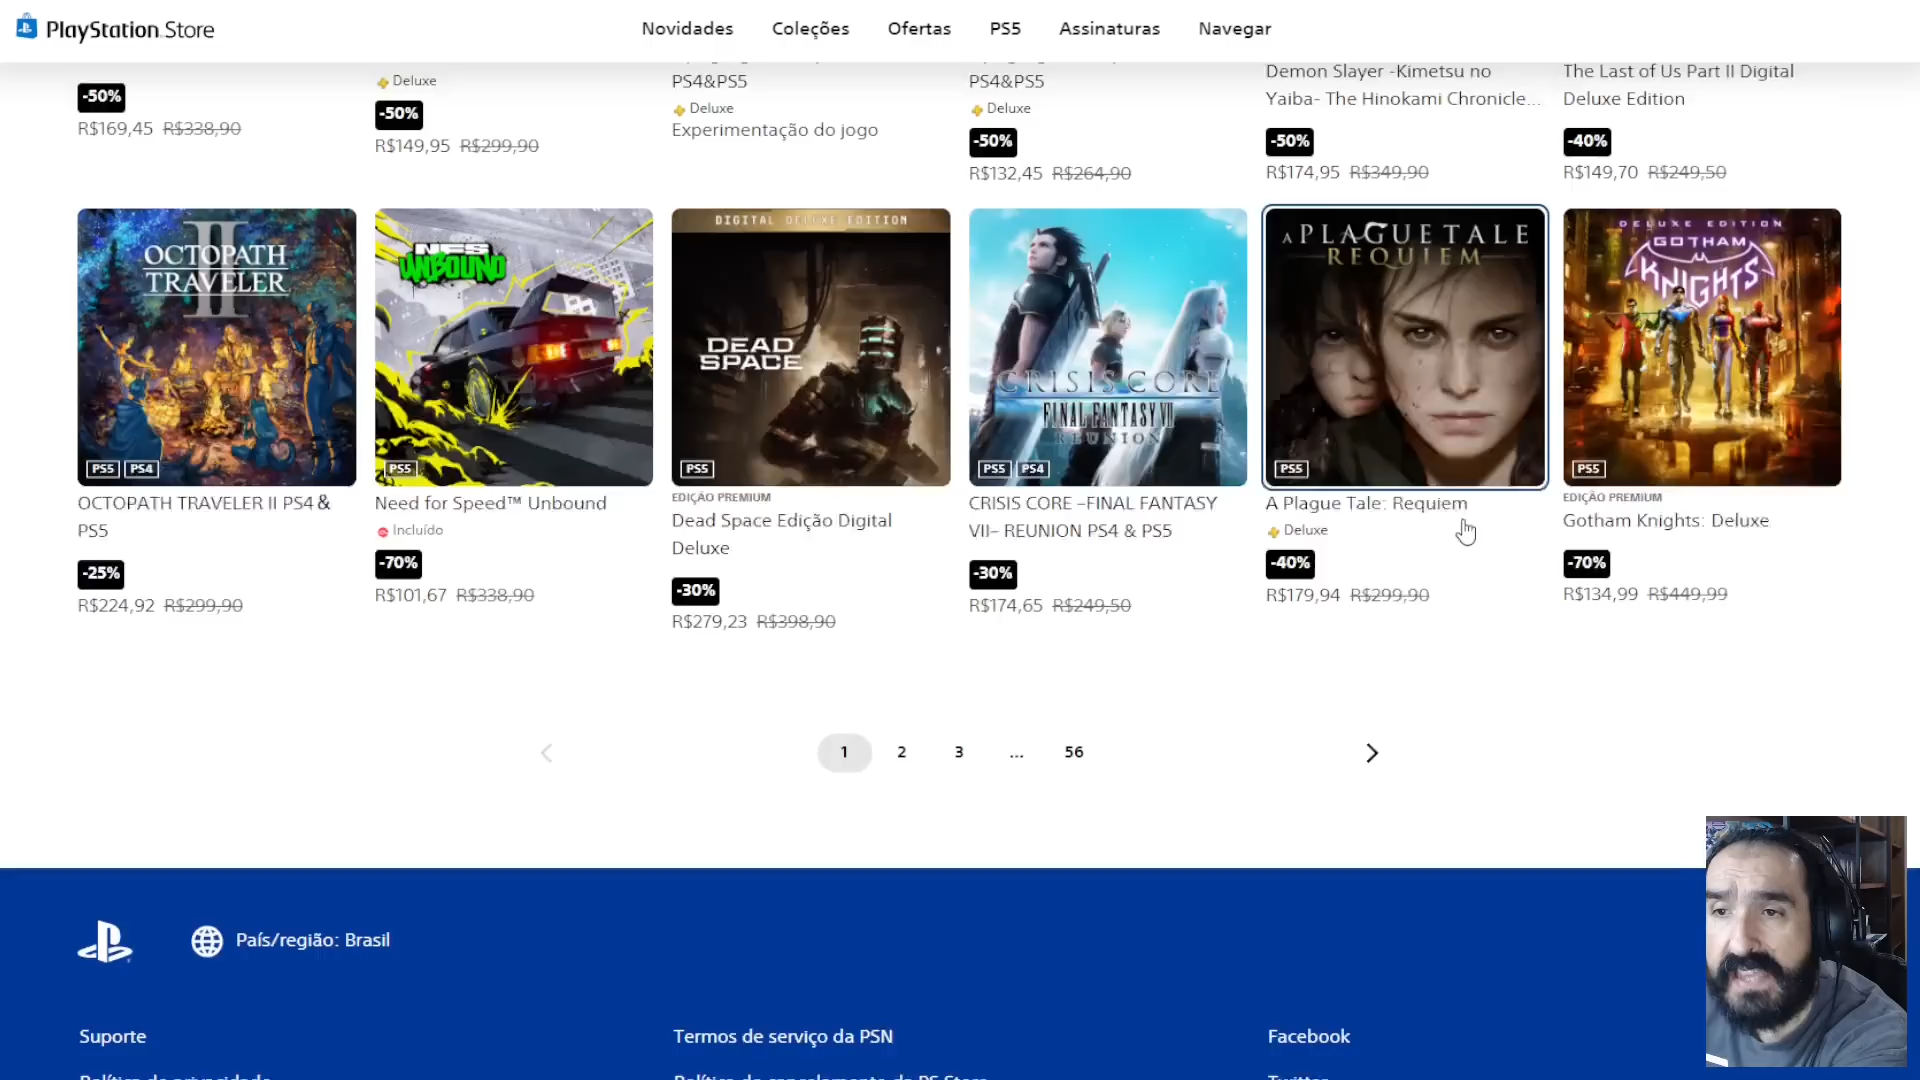 PlayStation Store
Novidades
Coleções
Ofertas
PS5
Assinaturas
Navegar
-50%
R$169,45 R$338,90
Deluxe
-50%
R$149,95 R$299,90
PS4&PS5
Deluxe
Experimentação do jogo
PS4&PS5
Deluxe
-50%
R$132,45 R$264,90
Demon Slayer -Kimetsu no
Yaiba- The Hinokami Chronicle...
-50%
R$174,95 R$349,90
The Last of Us Part II Digital
Deluxe Edition
-40%
R$149,70 R$249,50
II
OCTOPATH
TRAVELER
PS5 PS4
OCTOPATH TRAVELER II PS4 &
PS5
-25%
R$224,92 R$299,90
NFS
UNBOUND
PS5
Need for Speed™ Unbound
Incluído
-70%
R$101,67 R$338,90
DIGITAL DELUXE EDITION
DEAD
SPACE
PS5
EDIÇÃO PREMIUM
Dead Space Edição Digital
Deluxe
-30%
R$279,23 R$398,90
CRISIS CORE
FINAL FANTASY VII
REUNION
PS5 PS4
CRISIS CORE –FINAL FANTASY
VII– REUNION PS4 & PS5
-30%
R$174,65 R$249,50
A PLAGUE TALE
REQUIEM
PS5
A Plague Tale: Requiem
Deluxe
-40%
R$179,94 R$299,90
DELUXE EDITION
GOTHAM
KNIGHTS
PS5
EDIÇÃO PREMIUM
Gotham Knights: Deluxe
-70%
R$134,99 R$449,99
1 2 3 ... 56
País/região: Brasil
Suporte
Termos de serviço da PSN
Facebook